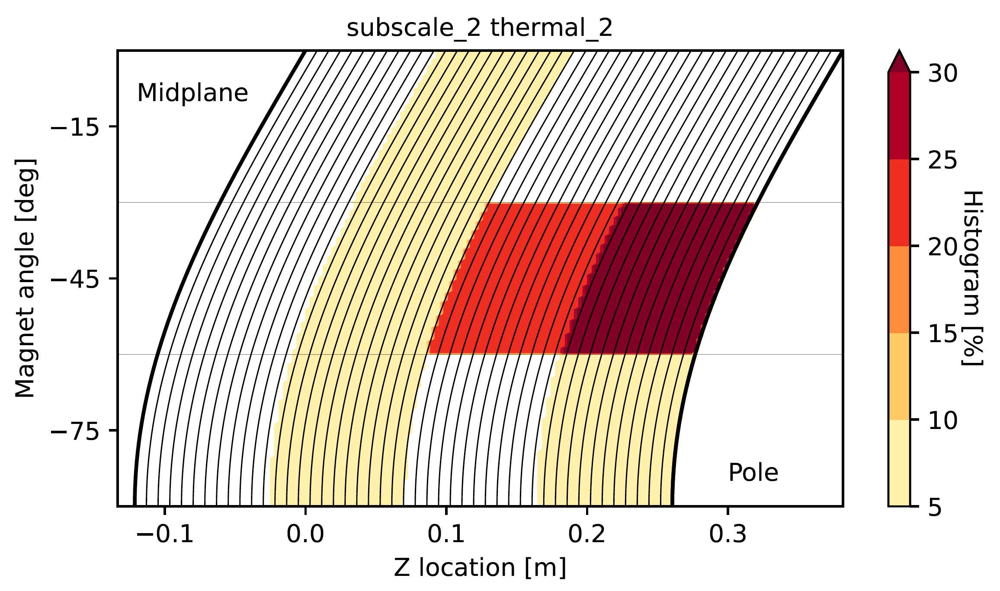 subscale_2 thermal_2
Midplane
Pole
Magnet angle [deg]
−15
−45
−75
−0.1
0.0
0.1
0.2
0.3
Z location [m]
30
25
20
15
10
5
Histogram [%]